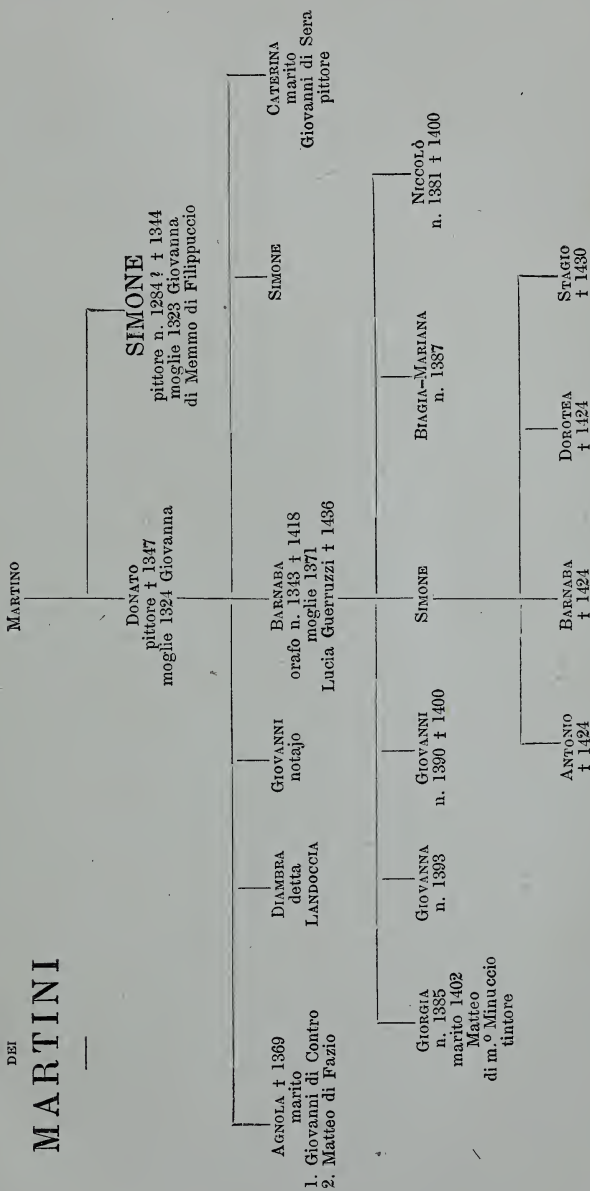 DEI
MARTINI
MARTINO
DONATO
pittore † 1347
moglie 1324 Giovanna
SIMONE
pittore n. 1284? † 1344
moglie 1323 Giovanna
di Memmo di Filippuccio
AGNOLA † 1369
marito
1. Giovanni di Contro
2. Matteo di Fazio
DIAMBRA
detta
LANDOCCIA
GIOVANNI
notajo
BARNABA
orafo n. 1343 † 1418
moglie 1371
Lucia Guerruzzi † 1436
SIMONE
CATERINA
marito
Giovanni di Sera
pittore
GIORGIA
n. 1385
marito 1402
Matteo
di m.º Minuccio
tintore
GIOVANNA
n. 1393
GIOVANNI
n. 1390 † 1400
SIMONE
BIAGIA-MARIANA
n. 1387
NICCOLÒ
n. 1381 † 1400
ANTONIO
† 1424
BARNABA
† 1424
DOROTEA
† 1424
STAGIO
† 1430